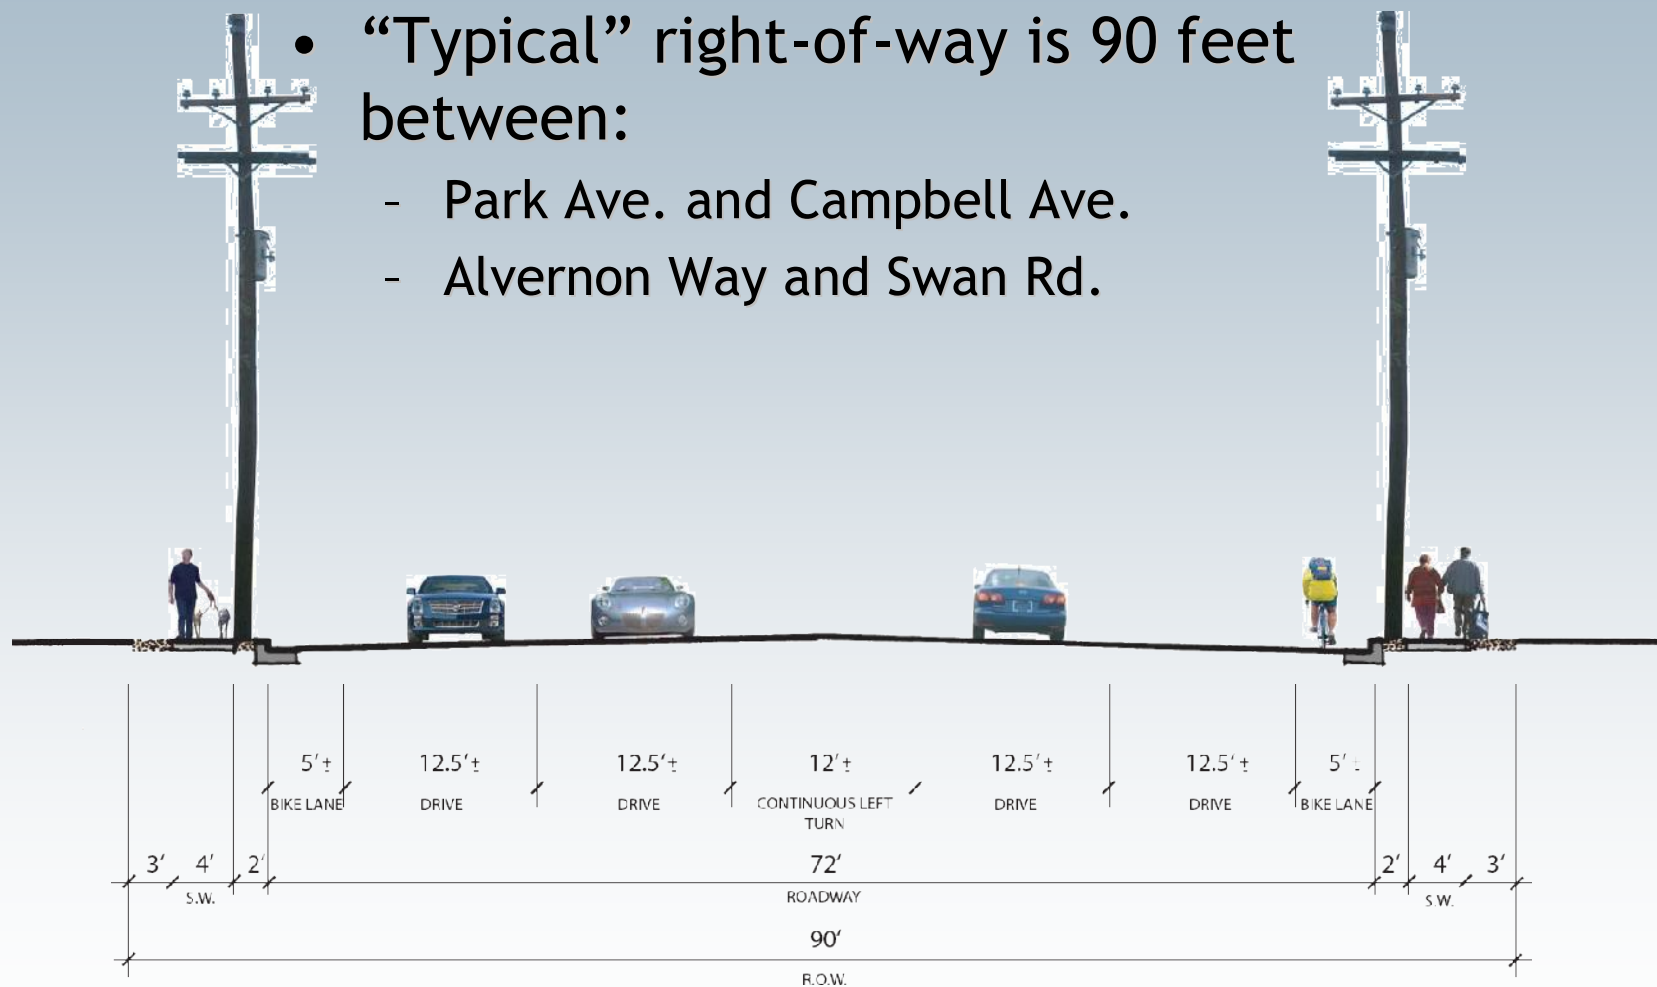 • “Typical” right-of-way is 90 feet
between:
– Park Ave. and Campbell Ave.
– Alvernon Way and Swan Rd.
5′± 12.5′± 12.5′± 12′± 12.5′± 12.5′± 5′±
BIKE LANE DRIVE DRIVE CONTINUOUS LEFT DRIVE DRIVE BIKE LANE
TURN
3′ 4′ 2′ 72′ 2′ 4′ 3′
S.W. ROADWAY S.W.
90′
R.O.W.